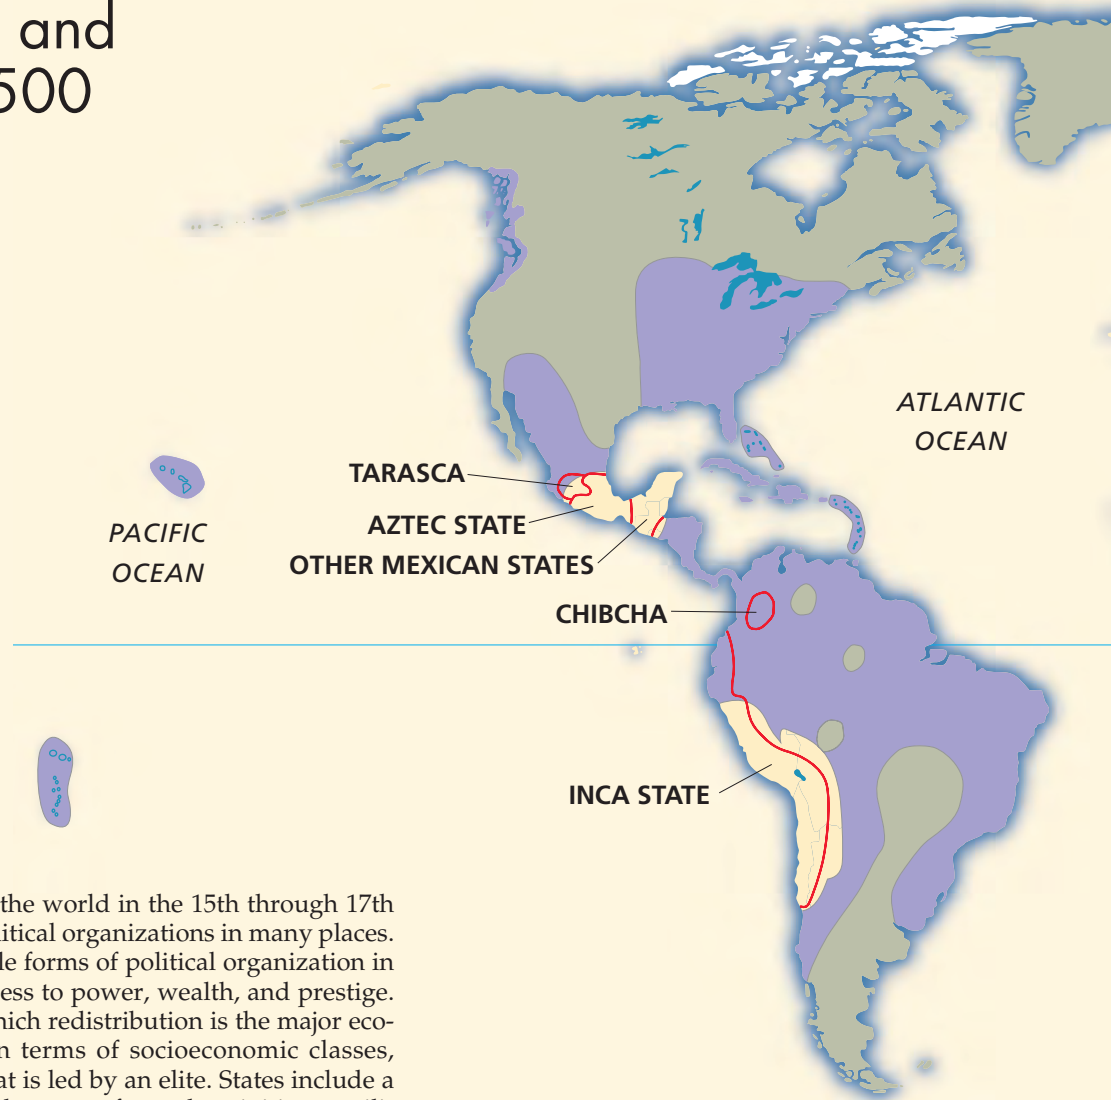 and
500
ATLANTIC
OCEAN
TARASCA
AZTEC STATE
PACIFIC
OCEAN
OTHER MEXICAN STATES
CHIBCHA
INCA STATE
the world in the 15th through 17th
litical organizations in many places.
le forms of political organization in
ess to power, wealth, and prestige.
hich redistribution is the major eco-
n terms of socioeconomic classes,
at is led by an elite. States include a